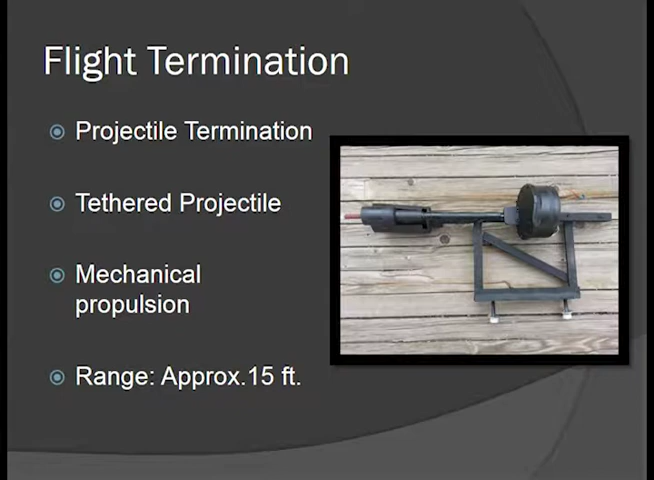 Flight Termination
Projectile Termination
Tethered Projectile
Mechanical
propulsion
Range: Approx.15 ft.